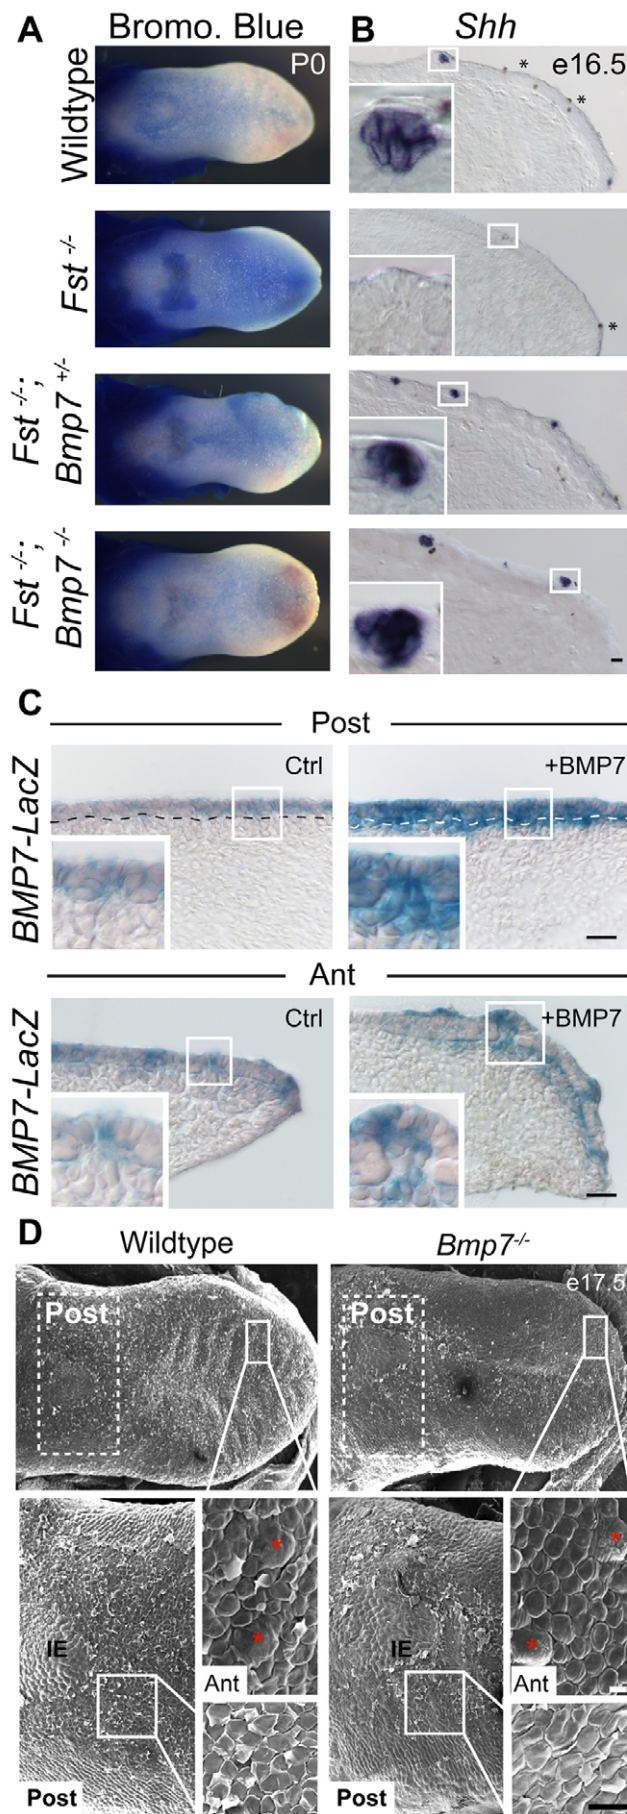 A Bromo. Blue B Shh
Wildtype
P0
* e16.5
*
Fst -/-
*
Fst -/-;
Bmp7 +/-
Fst -/-;
Bmp7 -/-
C
Post
BMP7-LacZ
Ctrl
+BMP7
Ant
BMP7-LacZ
Ctrl
+BMP7
D
Wildtype Bmp7-/-
Post
Post
e17.5
IE
*
*
Ant
Post
IE
*
*
Ant
Post